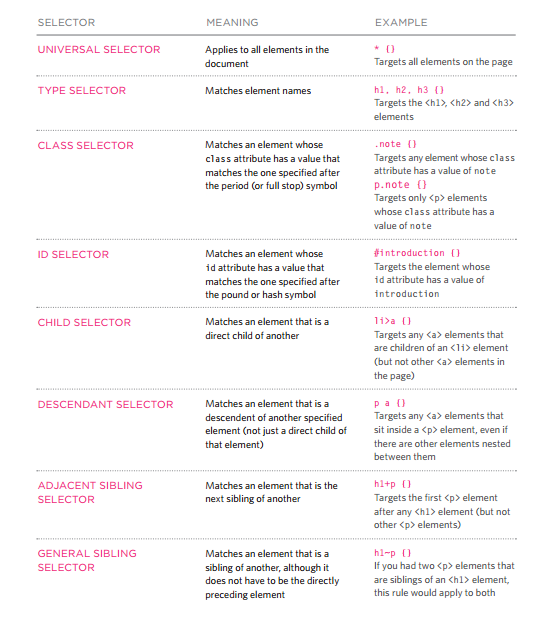 SELECTOR MEANING EXAMPLE
UNIVERSAL SELECTOR
Applies to all elements in the
document
* {}
Targets all elements on the page
TYPE SELECTOR
Matches element names
h1, h2, h3 {}
Targets the <h1>, <h2> and <h3>
elements
CLASS SELECTOR
Matches an element whose
class attribute has a value that
matches the one specified after
the period (or full stop) symbol
.note {}
Targets any element whose class
attribute has a value of note
p.note {}
Targets only <p> elements
whose class attribute has a
value of note
ID SELECTOR
Matches an element whose
id attribute has a value that
matches the one specified after
the pound or hash symbol
#introduction {}
Targets the element whose
id attribute has a value of
introduction
CHILD SELECTOR
Matches an element that is a
direct child of another
li>a {}
Targets any <a> elements that
are children of an <li> element
(but not other <a> elements in
the page)
DESCENDANT SELECTOR
Matches an element that is a
descendent of another specified
element (not just a direct child of
that element)
p a {}
Targets any <a> elements that
sit inside a <p> element, even if
there are other elements nested
between them
ADJACENT SIBLING
SELECTOR
Matches an element that is the
next sibling of another
h1+p {}
Targets the first <p> element
after any <h1> element (but not
other <p> elements)
GENERAL SIBLING
SELECTOR
Matches an element that is a
sibling of another, although it
does not have to be the directly
preceding element
h1~p {}
If you had two <p> elements that
are siblings of an <h1> element,
this rule would apply to both